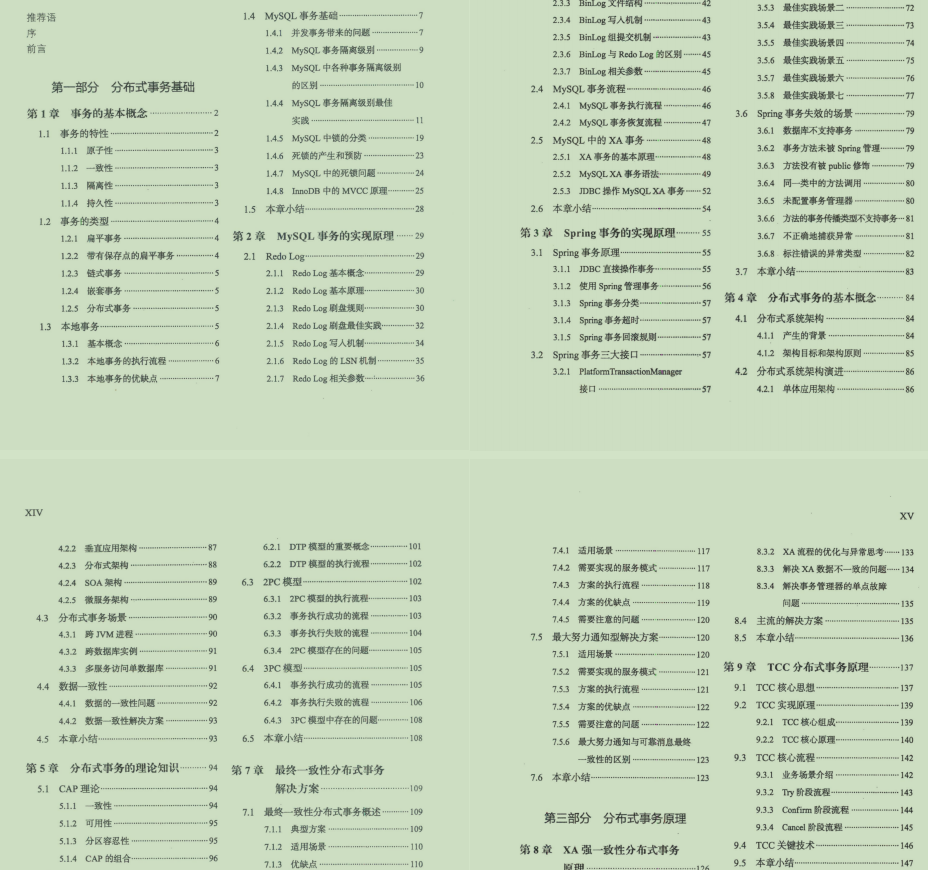 推荐语
序
前言
第一部分 分布式事务基础
第1章 事务的基本概念 2
1.1 事务的特性 2
1.1.1 原子性 3
1.1.2 一致性 3
1.1.3 隔离性 3
1.1.4 持久性 3
1.2 事务的类型 4
1.2.1 扁平事务 4
1.2.2 带有保存点的扁平事务 4
1.2.3 链式事务 5
1.2.4 嵌套事务 5
1.2.5 分布式事务 5
1.3 本地事务 5
1.3.1 基本概念 6
1.3.2 本地事务的执行流程 6
1.3.3 本地事务的优缺点 7
1.4 MySQL 事务基础 7
1.4.1 并发事务带来的问题 7
1.4.2 MySQL 事务隔离级别 9
1.4.3 MySQL 中各种事务隔离级别
的区别 10
1.4.4 MySQL 事务隔离级别最佳
实践 11
1.4.5 MySQL 中锁的分类 19
1.4.6 死锁的产生和预防 23
1.4.7 MySQL 中的死锁问题 24
1.4.8 InnoDB 中的 MVCC 原理 25
1.5 本章小结 28
第2章 MySQL 事务的实现原理 29
2.1 Redo Log 29
2.1.1 Redo Log 基本概念 29
2.1.2 Redo Log 基本原理 30
2.1.3 Redo Log 刷盘规则 30
2.1.4 Redo Log 刷盘最佳实践 32
2.1.5 Redo Log 写入机制 34
2.1.6 Redo Log 的 LSN 机制 35
2.1.7 Redo Log 相关参数 36
2.3.3 BinLog 文件结构 42
2.3.4 BinLog 写入机制 43
2.3.5 BinLog 组提交机制 43
2.3.6 BinLog 与 Redo Log 的区别 45
2.3.7 BinLog 相关参数 45
2.4 MySQL 事务流程 46
2.4.1 MySQL 事务执行流程 46
2.4.2 MySQL 事务恢复流程 47
2.5 MySQL 中的 XA 事务 48
2.5.1 XA 事务的基本原理 48
2.5.2 MySQL XA 事务语法 49
2.5.3 JDBC 操作 MySQL XA 事务 52
2.6 本章小结 54
第3章 Spring 事务的实现原理 55
3.1 Spring 事务原理 55
3.1.1 JDBC 直接操作事务 55
3.1.2 使用 Spring 管理事务 56
3.1.3 Spring 事务分类 57
3.1.4 Spring 事务超时 57
3.1.5 Spring 事务回滚规则 57
3.2 Spring 事务三大接口 57
3.2.1 PlatformTransactionManager
接口 57
3.5.3 最佳实践场景二 72
3.5.4 最佳实践场景三 73
3.5.5 最佳实践场景四 74
3.5.6 最佳实践场景五 75
3.5.7 最佳实践场景六 76
3.5.8 最佳实践场景七 77
3.6 Spring 事务失效的场景 79
3.6.1 数据库不支持事务 79
3.6.2 事务方法未被 Spring 管理 79
3.6.3 方法没有被 public 修饰 79
3.6.4 同一类中的方法调用 80
3.6.5 未配置事务管理器 80
3.6.6 方法的事务传播类型不支持事务 81
3.6.7 不正确地捕获异常 81
3.6.8 标注错误的异常类型 82
3.7 本章小结 83
第4章 分布式事务的基本概念 84
4.1 分布式系统架构 84
4.1.1 产生的背景 84
4.1.2 架构目标和架构原则 85
4.2 分布式系统架构演进 86
4.2.1 单体应用架构 86
XIV
4.2.2 垂直应用架构 87
4.2.3 分布式架构 88
4.2.4 SOA 架构 89
4.2.5 微服务架构 89
4.3 分布式事务场景 90
4.3.1 跨 JVM 进程 90
4.3.2 跨数据库实例 91
4.3.3 多服务访问单数据库 91
4.4 数据一致性 92
4.4.1 数据的一致性问题 92
4.4.2 数据一致性解决方案 93
4.5 本章小结 93
第5章 分布式事务的理论知识 94
5.1 CAP 理论 94
5.1.1 一致性 94
5.1.2 可用性 95
5.1.3 分区容忍性 95
5.1.4 CAP 的组合 96
6.2.1 DTP 模型的重要概念 101
6.2.2 DTP 模型的执行流程 102
6.3 2PC 模型 102
6.3.1 2PC 模型的执行流程 103
6.3.2 事务执行成功的流程 103
6.3.3 事务执行失败的流程 104
6.3.4 2PC 模型存在的问题 105
6.4 3PC 模型 105
6.4.1 事务执行成功的流程 105
6.4.2 事务执行失败的流程 106
6.4.3 3PC 模型中存在的问题 108
6.5 本章小结 108
第7章 最终一致性分布式事务
解决方案 109
7.1 最终一致性分布式事务概述 109
7.1.1 典型方案 109
7.1.2 适用场景 110
7.1.3 优缺点 110
XV
7.4.1 适用场景 117
7.4.2 需要实现的服务模式 117
7.4.3 方案的执行流程 118
7.4.4 方案的优缺点 119
7.4.5 需要注意的问题 120
7.5 最大努力通知型解决方案 120
7.5.1 适用场景 120
7.5.2 需要实现的服务模式 121
7.5.3 方案的执行流程 121
7.5.4 方案的优缺点 122
7.5.5 需要注意的问题 122
7.5.6 最大努力通知与可靠消息最终
一致性的区别 123
7.6 本章小结 123
第三部分 分布式事务原理
第8章 XA 强一致性分布式事务
原理 126
8.3.2 XA 流程的优化与异常思考 133
8.3.3 解决 XA 数据不一致的问题 134
8.3.4 解决事务管理器的单点故障
问题 135
8.4 主流的解决方案 135
8.5 本章小结 136
第9章 TCC 分布式事务原理 137
9.1 TCC 核心思想 137
9.2 TCC 实现原理 139
9.2.1 TCC 核心组成 139
9.2.2 TCC 核心原理 140
9.3 TCC 核心流程 142
9.3.1 业务场景介绍 142
9.3.2 Try 阶段流程 143
9.3.3 Confirm 阶段流程 144
9.3.4 Cancel 阶段流程 145
9.4 TCC 关键技术 146
9.5 本章小结 147